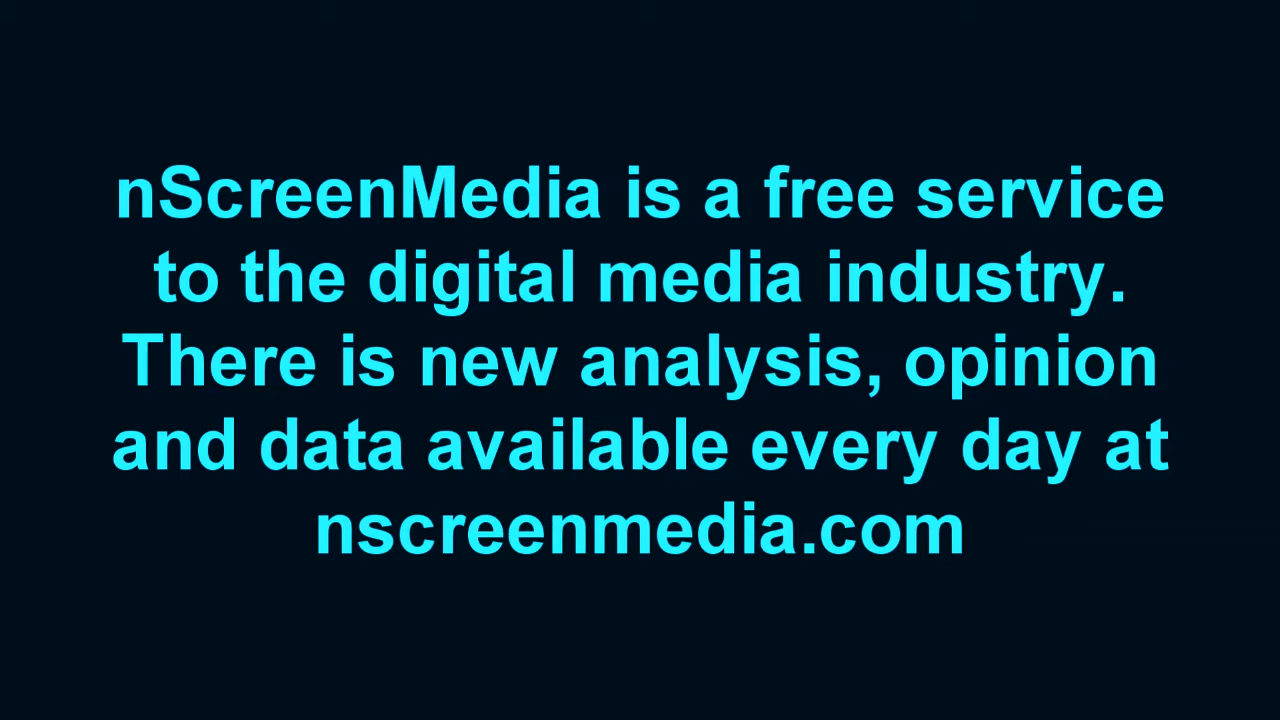 nScreenMedia is a free service
to the digital media industry.
There is new analysis, opinion
and data available every day at
nscreenmedia.com